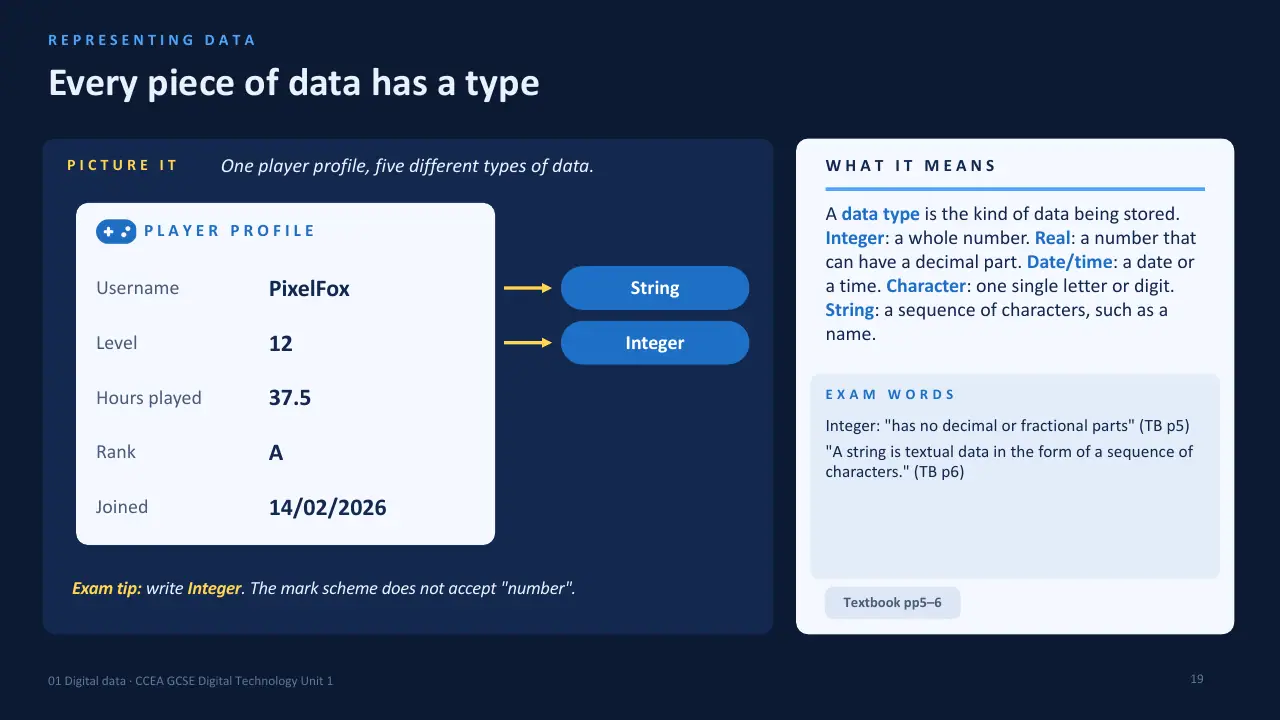 REPRESENTING DATA
Every piece of data has a type
PICTURE IT
One player profile, five different types of data.
PLAYER PROFILE
Username PixelFox String
Level 12 Integer
Hours played 37.5
Rank A
Joined 14/02/2026
Exam tip: write Integer. The mark scheme does not accept "number".
WHAT IT MEANS
A data type is the kind of data being stored.
Integer: a whole number. Real: a number that
can have a decimal part. Date/time: a date or
a time. Character: one single letter or digit.
String: a sequence of characters, such as a
name.
EXAM WORDS
Integer: "has no decimal or fractional parts" (TB p5)
"A string is textual data in the form of a sequence of
characters." (TB p6)
Textbook pp5–6
01 Digital data · CCEA GCSE Digital Technology Unit 1
19